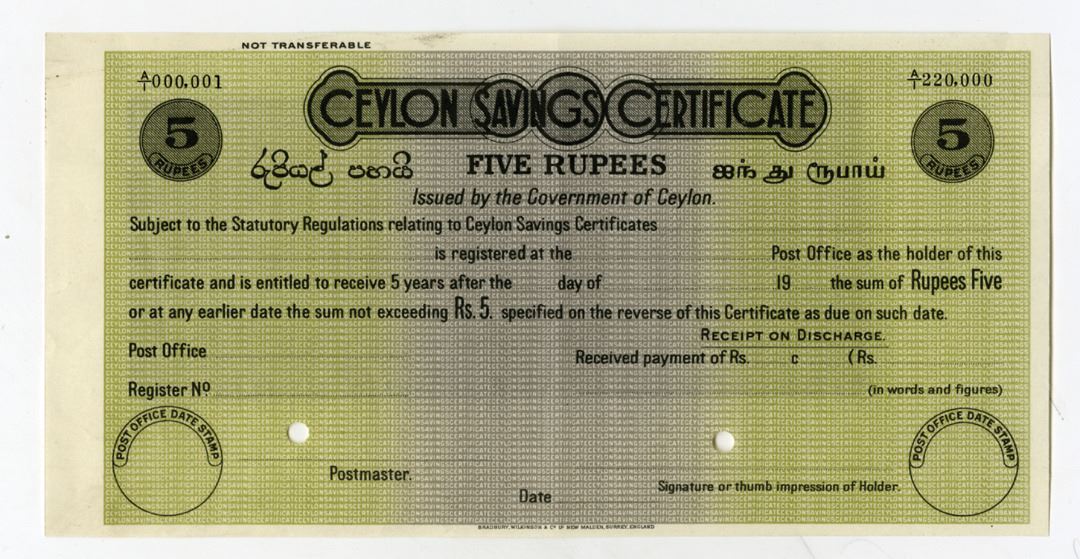 NOT TRANSFERABLE
A/1 000,001
A/1 220,000
CEYLON SAVINGS CERTIFICATE
5 RUPEES
5 RUPEES
රුපියල් පහයි FIVE RUPEES ஐந்து ரூபாய்
Issued by the Government of Ceylon.
Subject to the Statutory Regulations relating to Ceylon Savings Certificates
is registered at the Post Office as the holder of this
certificate and is entitled to receive 5 years after the day of 19 the sum of Rupees Five
or at any earlier date the sum not exceeding Rs. 5. specified on the reverse of this Certificate as due on such date.
RECEIPT ON DISCHARGE.
Post Office
Received payment of Rs. c (Rs.
Register Nº
(in words and figures)
POST OFFICE DATE STAMP
POST OFFICE DATE STAMP
Postmaster.
Signature or thumb impression of Holder.
Date
CEYLONSAVINGSCERTIFICATECEYLONSAVINGSCERTIFICATE
BRADBURY, WILKINSON & Cº Lº NEW MALDEN, SURREY, ENGLAND